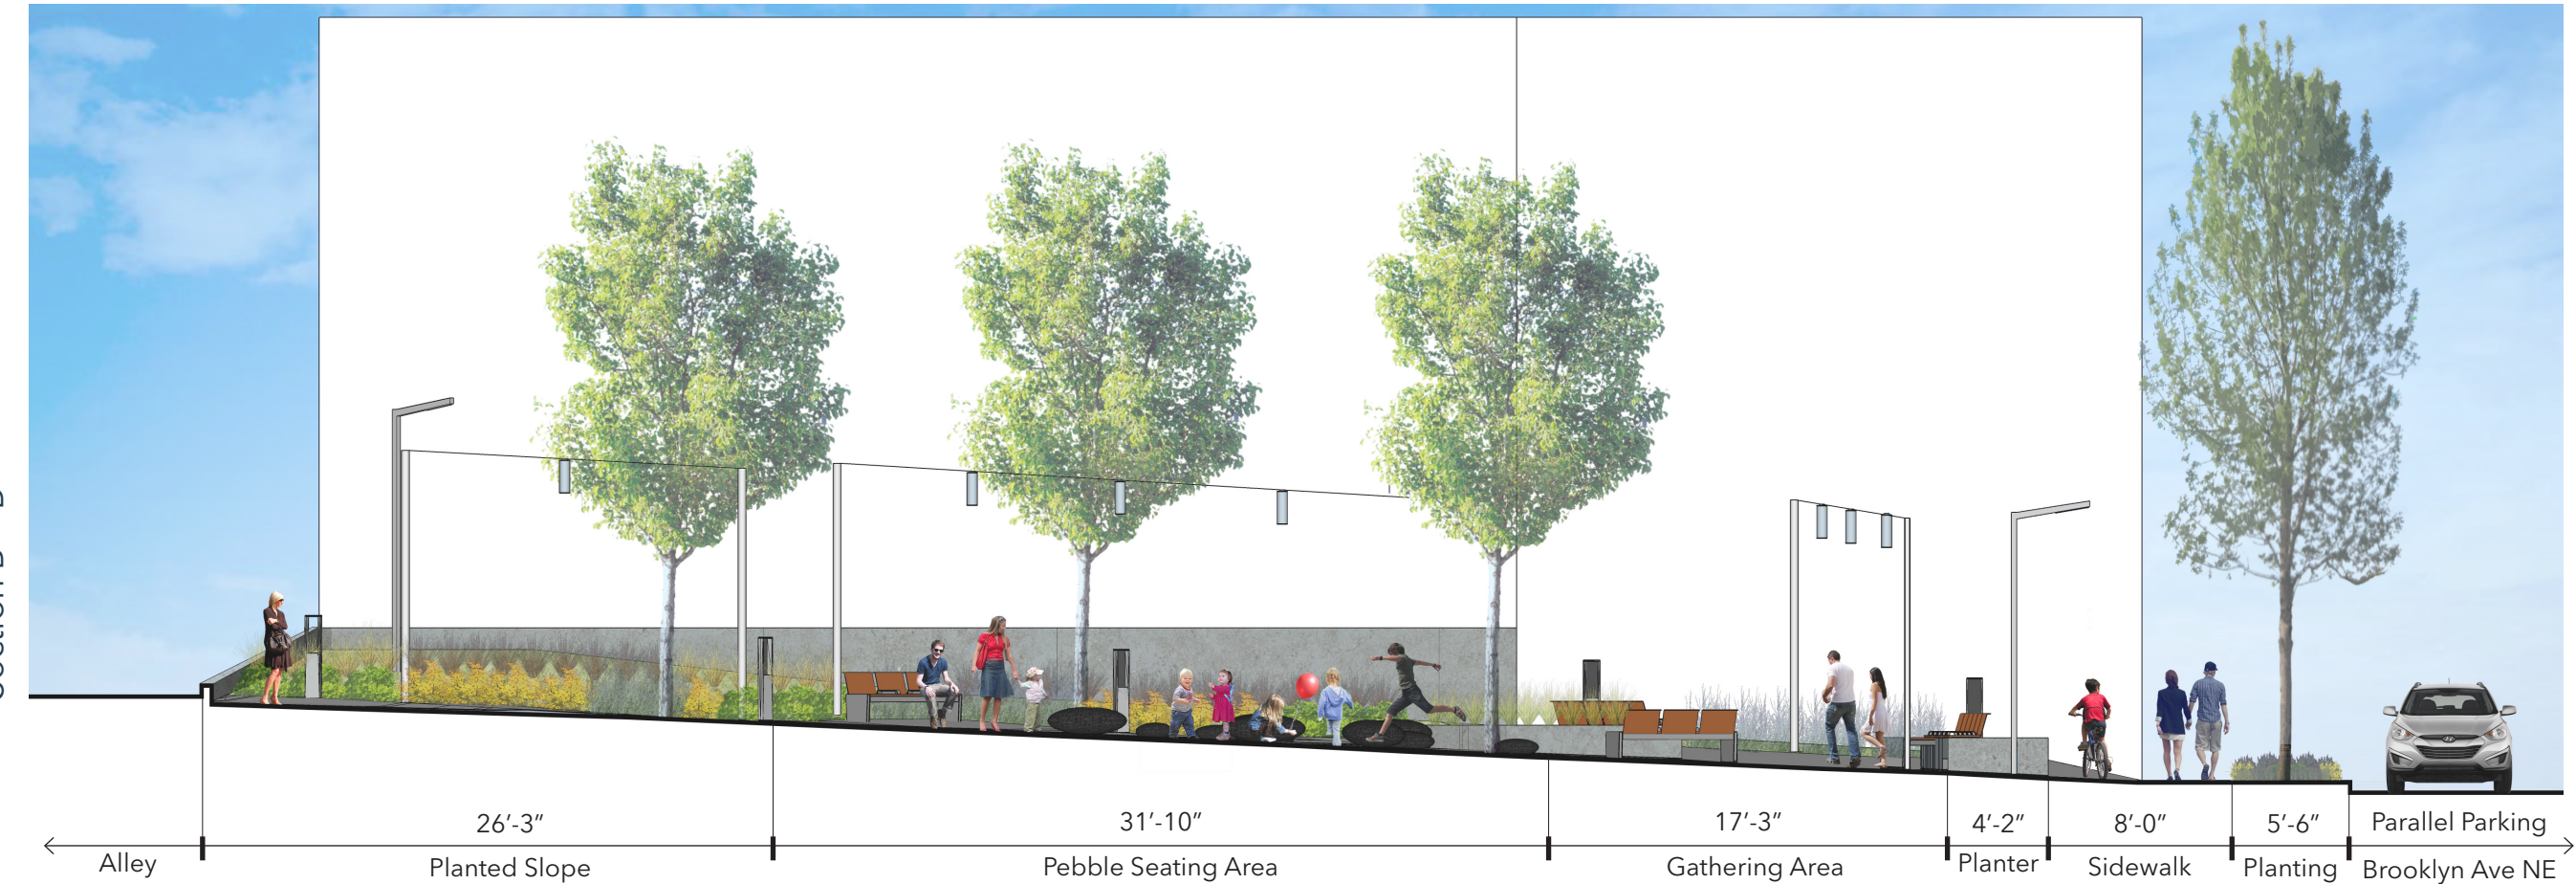 26’-3”
31’-10”
17’-3”
4’-2”
8’-0”
5’-6”
Parallel Parking
Alley
Planted Slope
Pebble Seating Area
Gathering Area
Planter
Sidewalk
Planting
Brooklyn Ave NE